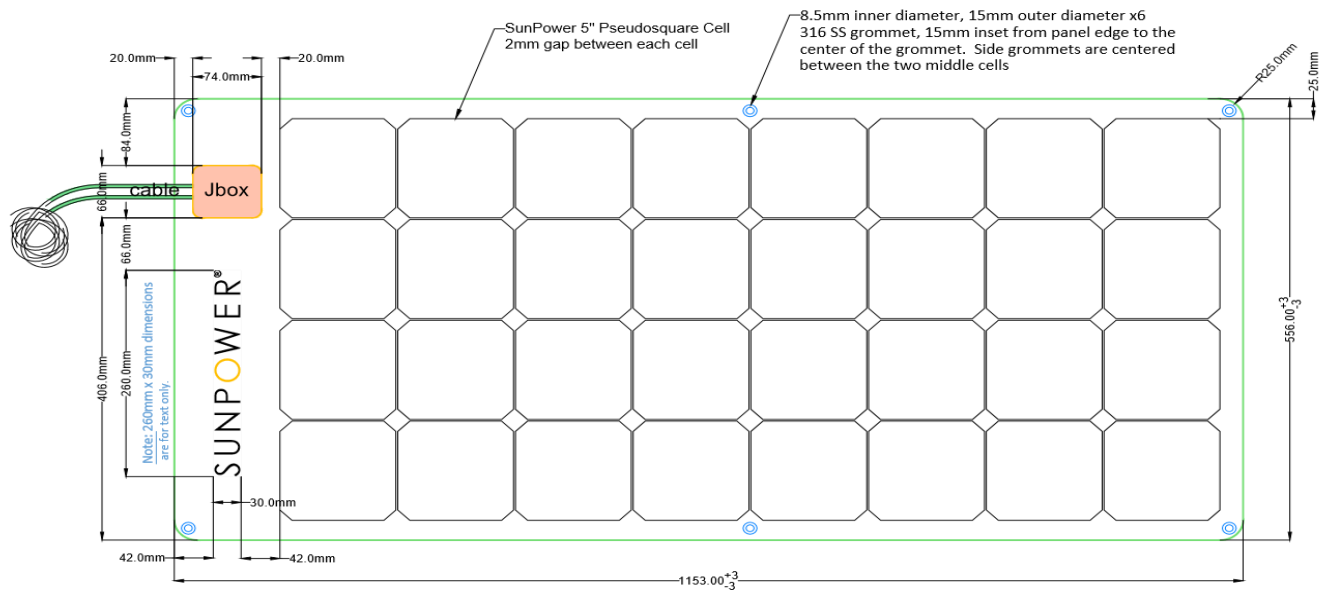 SunPower 5" Pseudosquare Cell
2mm gap between each cell
8.5mm inner diameter, 15mm outer diameter x6
316 SS grommet, 15mm inset from panel edge to the
center of the grommet. Side grommets are centered
between the two middle cells
20.0mm
74.0mm
20.0mm
R25.0mm
25.0mm
84.0mm
66.0mm
cable
Jbox
66.0mm
406.0mm
260.0mm
Note: 260mm x 30mm dimensions
are for text only.
SUNPOWER®
30.0mm
42.0mm
42.0mm
556.00 +3 -3
1153.00 +3 -3